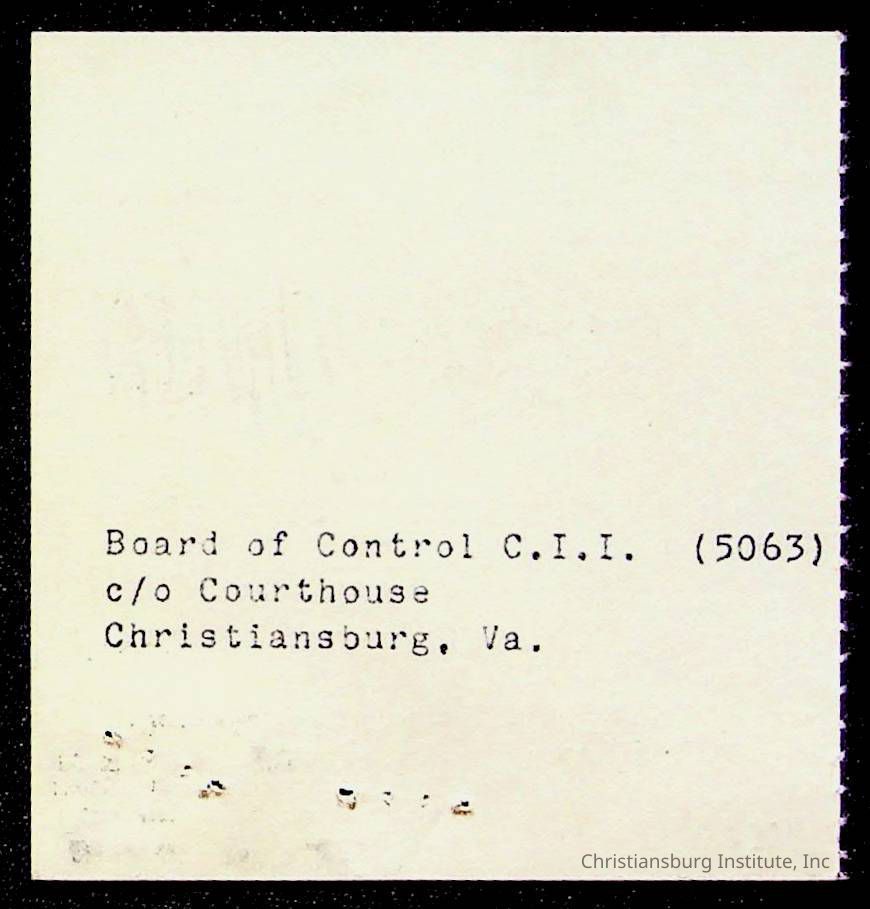 Board of Control C.I.I. (5063)
c/o Courthouse
Christiansburg, Va.
Christiansburg Institute, Inc